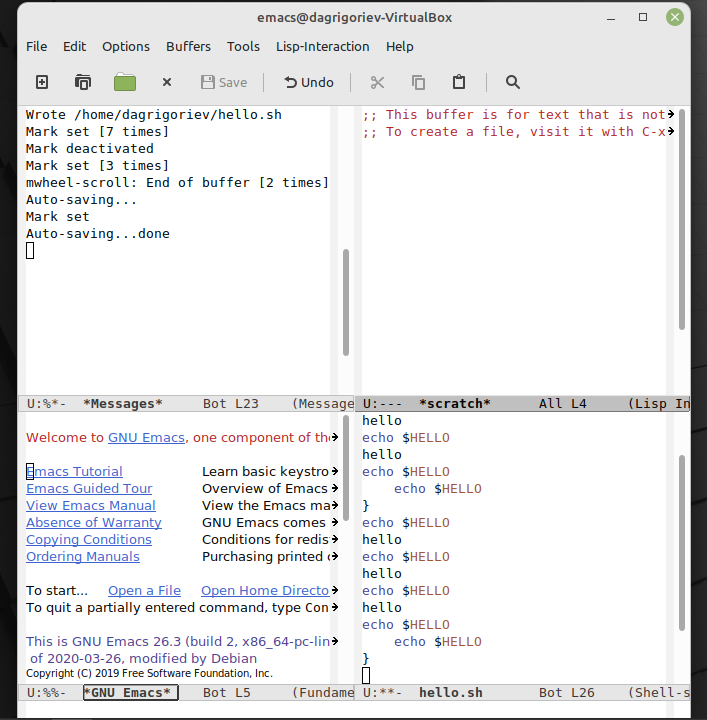 emacs@dagrigoriev-VirtualBox
File Edit Options Buffers Tools Lisp-Interaction Help
Save Undo
Wrote /home/dagrigoriev/hello.sh
Mark set [7 times]
Mark deactivated
Mark set [3 times]
mwheel-scroll: End of buffer [2 times]
Auto-saving...
Mark set
Auto-saving...done
U:%*- *Messages* Bot L23 (Message
;; This buffer is for text that is not
;; To create a file, visit it with C-x
U:--- *scratch* All L4 (Lisp In
Welcome to GNU Emacs, one component of the
Emacs Tutorial Learn basic keystro
Emacs Guided Tour Overview of Emacs
View Emacs Manual View the Emacs ma
Absence of Warranty GNU Emacs comes
Copying Conditions Conditions for redis
Ordering Manuals Purchasing printed
To start... Open a File Open Home Directo
To quit a partially entered command, type Con
This is GNU Emacs 26.3 (build 2, x86_64-pc-lin
of 2020-03-26, modified by Debian
Copyright (C) 2019 Free Software Foundation, Inc.
U:%%- *GNU Emacs* Bot L5 (Fundame
hello
echo $HELLO
hello
echo $HELLO
echo $HELLO
}
echo $HELLO
hello
echo $HELLO
hello
echo $HELLO
hello
echo $HELLO
echo $HELLO
}
U:**- hello.sh Bot L26 (Shell-s